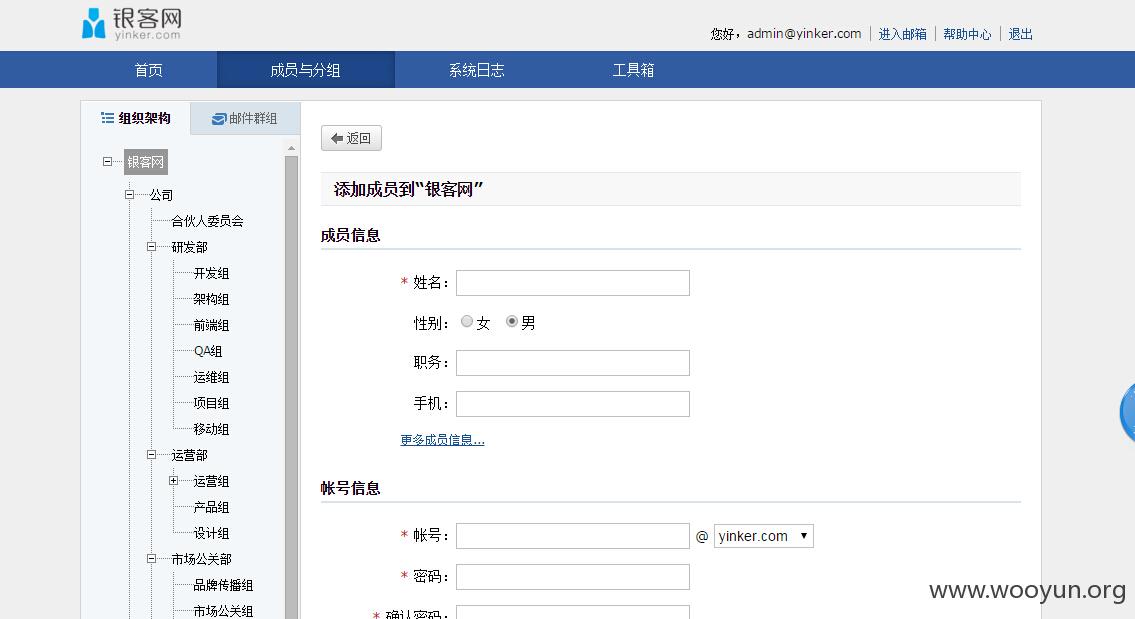 银客网
yinker.com
您好，admin@yinker.com 进入邮箱 帮助中心 退出
首页 成员与分组 系统日志 工具箱
组织架构 邮件群组
银客网
公司
合伙人委员会
研发部
开发组
架构组
前端组
QA组
运维组
项目组
移动组
运营部
运营组
产品组
设计组
市场公关部
品牌传播组
市场公关组
返回
添加成员到“银客网”
成员信息
* 姓名：
性别： 女 男
职务：
手机：
更多成员信息...
帐号信息
* 帐号： @ yinker.com
* 密码：
* 确认密码：
www.wooyun.org